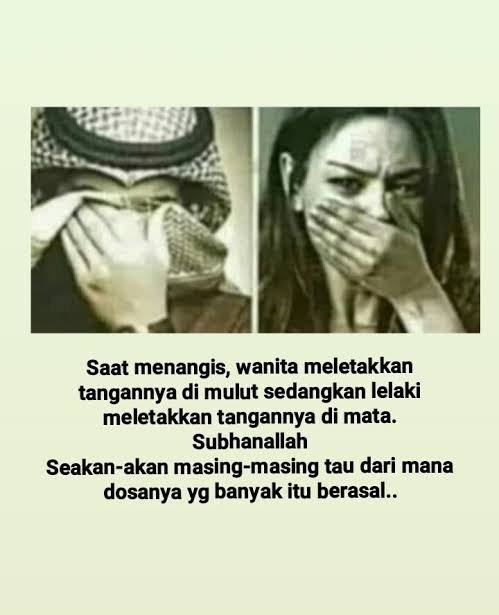 Saat menangis, wanita meletakkan
tangannya di mulut sedangkan lelaki
meletakkan tangannya di mata.
Subhanallah
Seakan-akan masing-masing tau dari mana
dosanya yg banyak itu berasal..